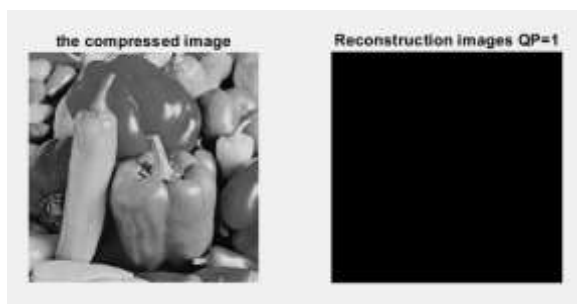 the compressed image
Reconstruction images QP=1